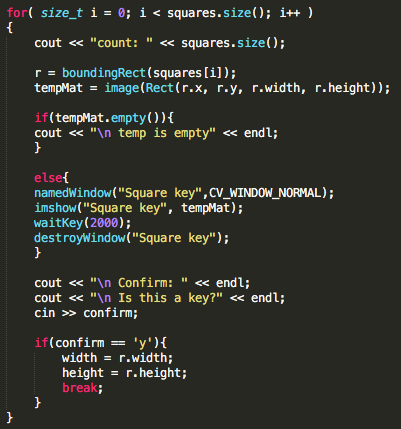 for( size_t i = 0; i < squares.size(); i++ )
{
    cout << "count: " << squares.size();

    r = boundingRect(squares[i]);
    tempMat = image(Rect(r.x, r.y, r.width, r.height));

    if(tempMat.empty()){
    cout << "\n temp is empty" << endl;
    }

    else{
    namedWindow("Square key",CV_WINDOW_NORMAL);
    imshow("Square key", tempMat);
    waitKey(2000);
    destroyWindow("Square key");
    }

    cout << "\n Confirm: " << endl;
    cout << "\n Is this a key?" << endl;
    cin >> confirm;

    if(confirm == 'y'){
        width = r.width;
        height = r.height;
        break;
    }
}